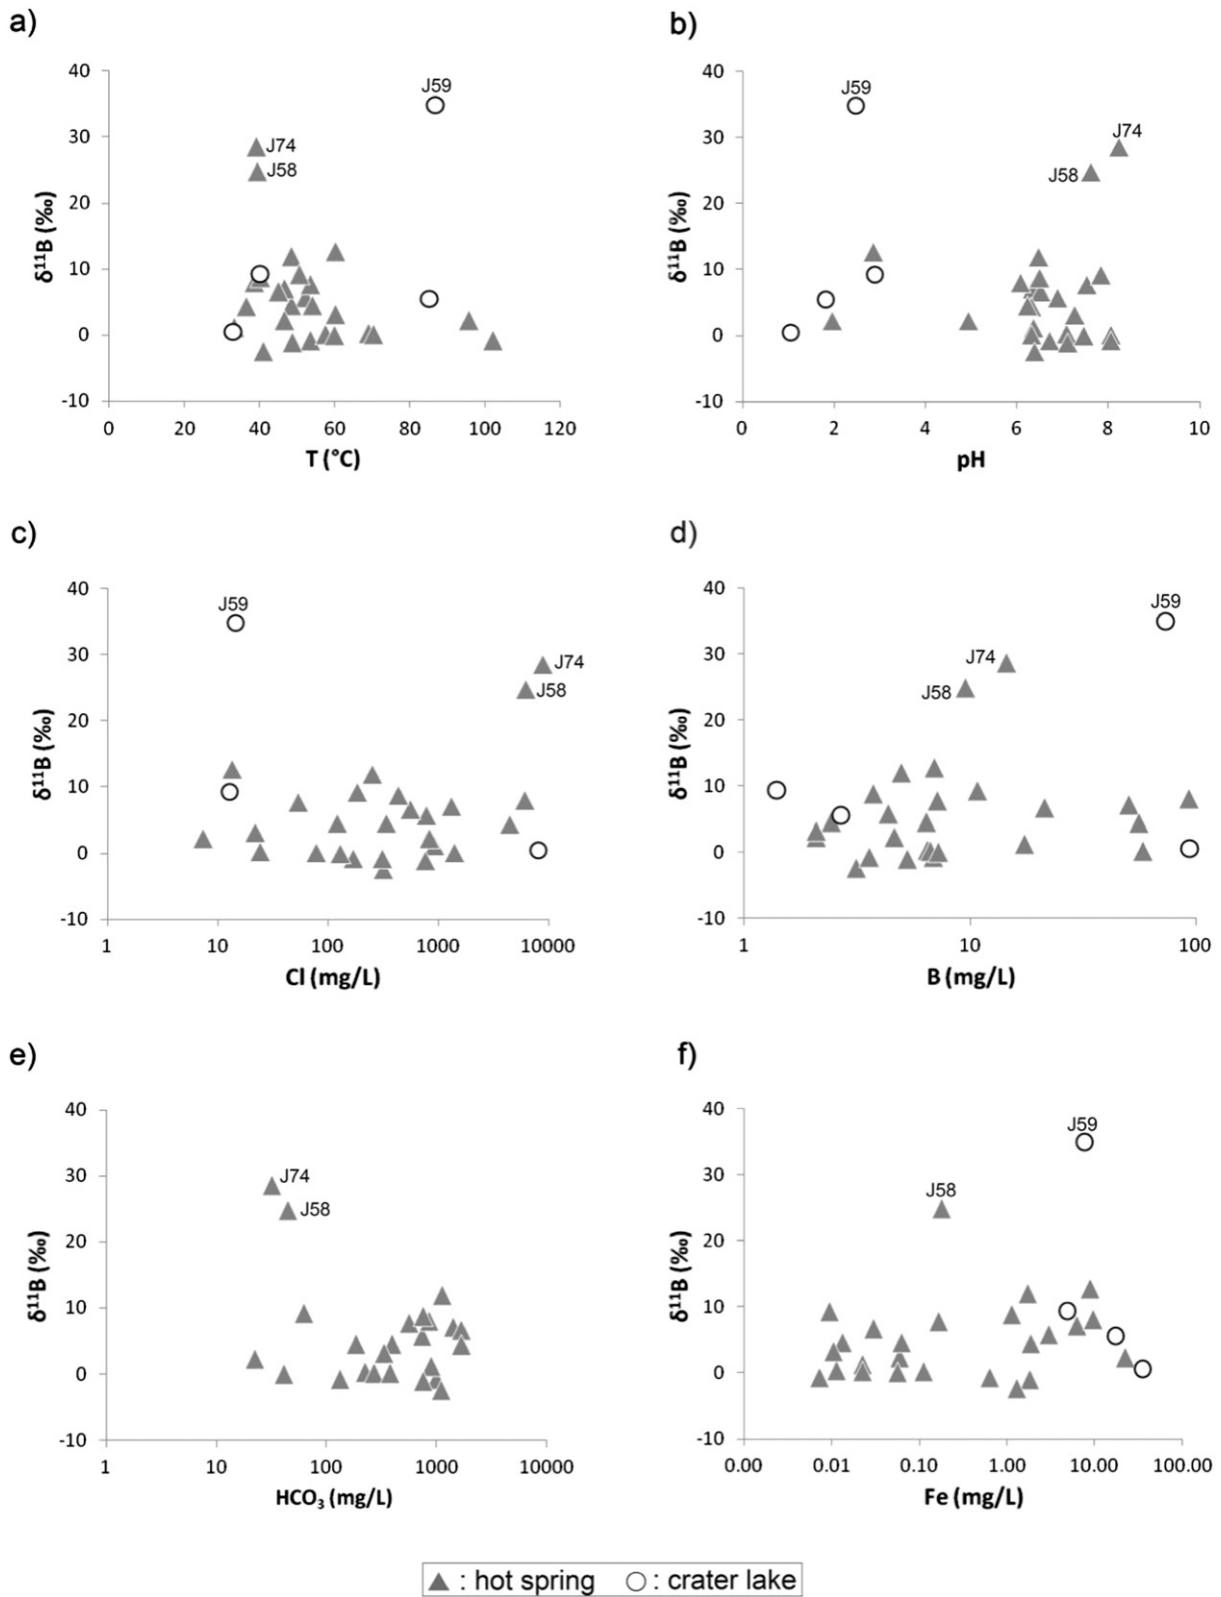 a)
δ¹¹B (‰)
40
30
20
10
0
-10
J59
J74
J58
0 20 40 60 80 100 120
T (°C)
b)
δ¹¹B (‰)
40
30
20
10
0
-10
J59
J74
J58
0 2 4 6 8 10
pH
c)
δ¹¹B (‰)
40
30
20
10
0
-10
J59
J74
J58
1 10 100 1000 10000
Cl (mg/L)
d)
δ¹¹B (‰)
40
30
20
10
0
-10
J59
J74
J58
1 10 100
B (mg/L)
e)
δ¹¹B (‰)
40
30
20
10
0
-10
J74
J58
1 10 100 1000 10000
HCO₃ (mg/L)
f)
δ¹¹B (‰)
40
30
20
10
0
-10
J59
J58
0.00 0.01 0.10 1.00 10.00 100.00
Fe (mg/L)
: hot spring : crater lake